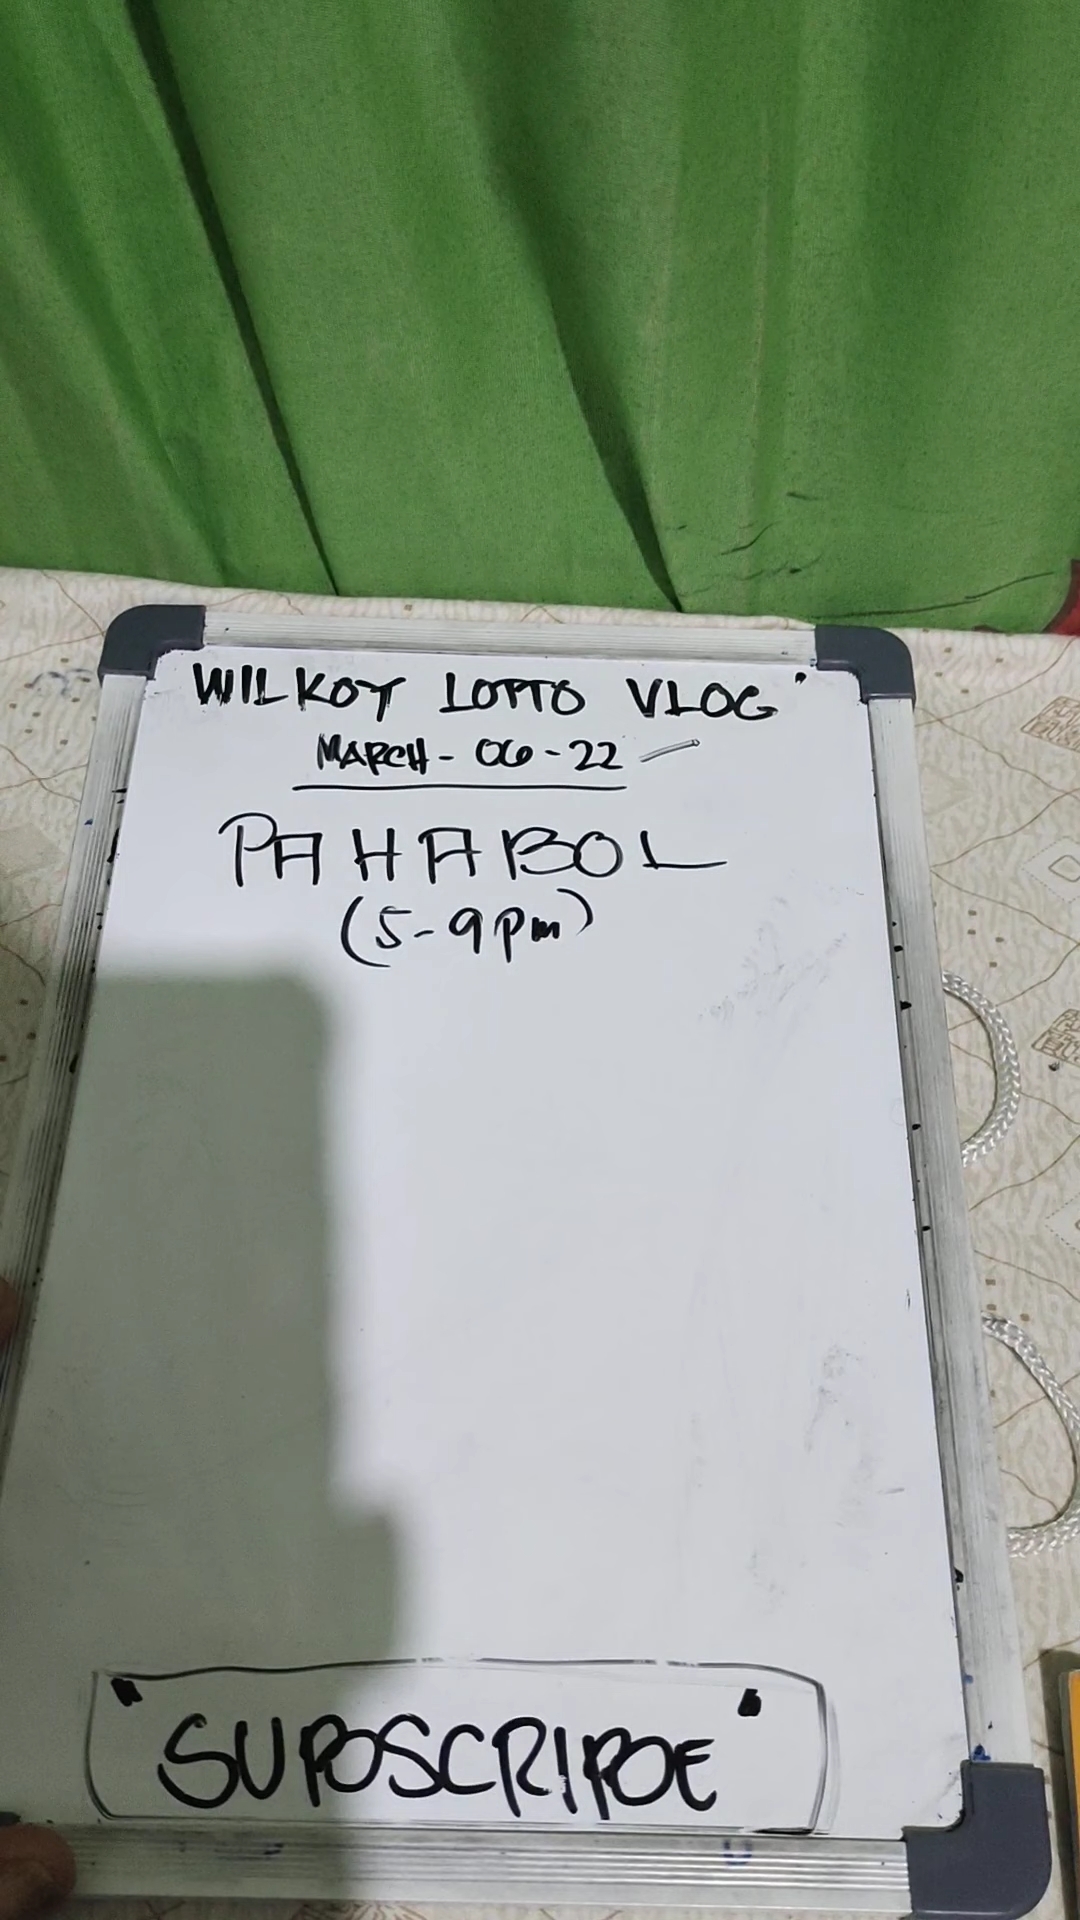 WILKOY LOTTO VLOG
MARCH - 06 - 22
PAHABOL
(5-9pm)
"SUBSCRIBE"